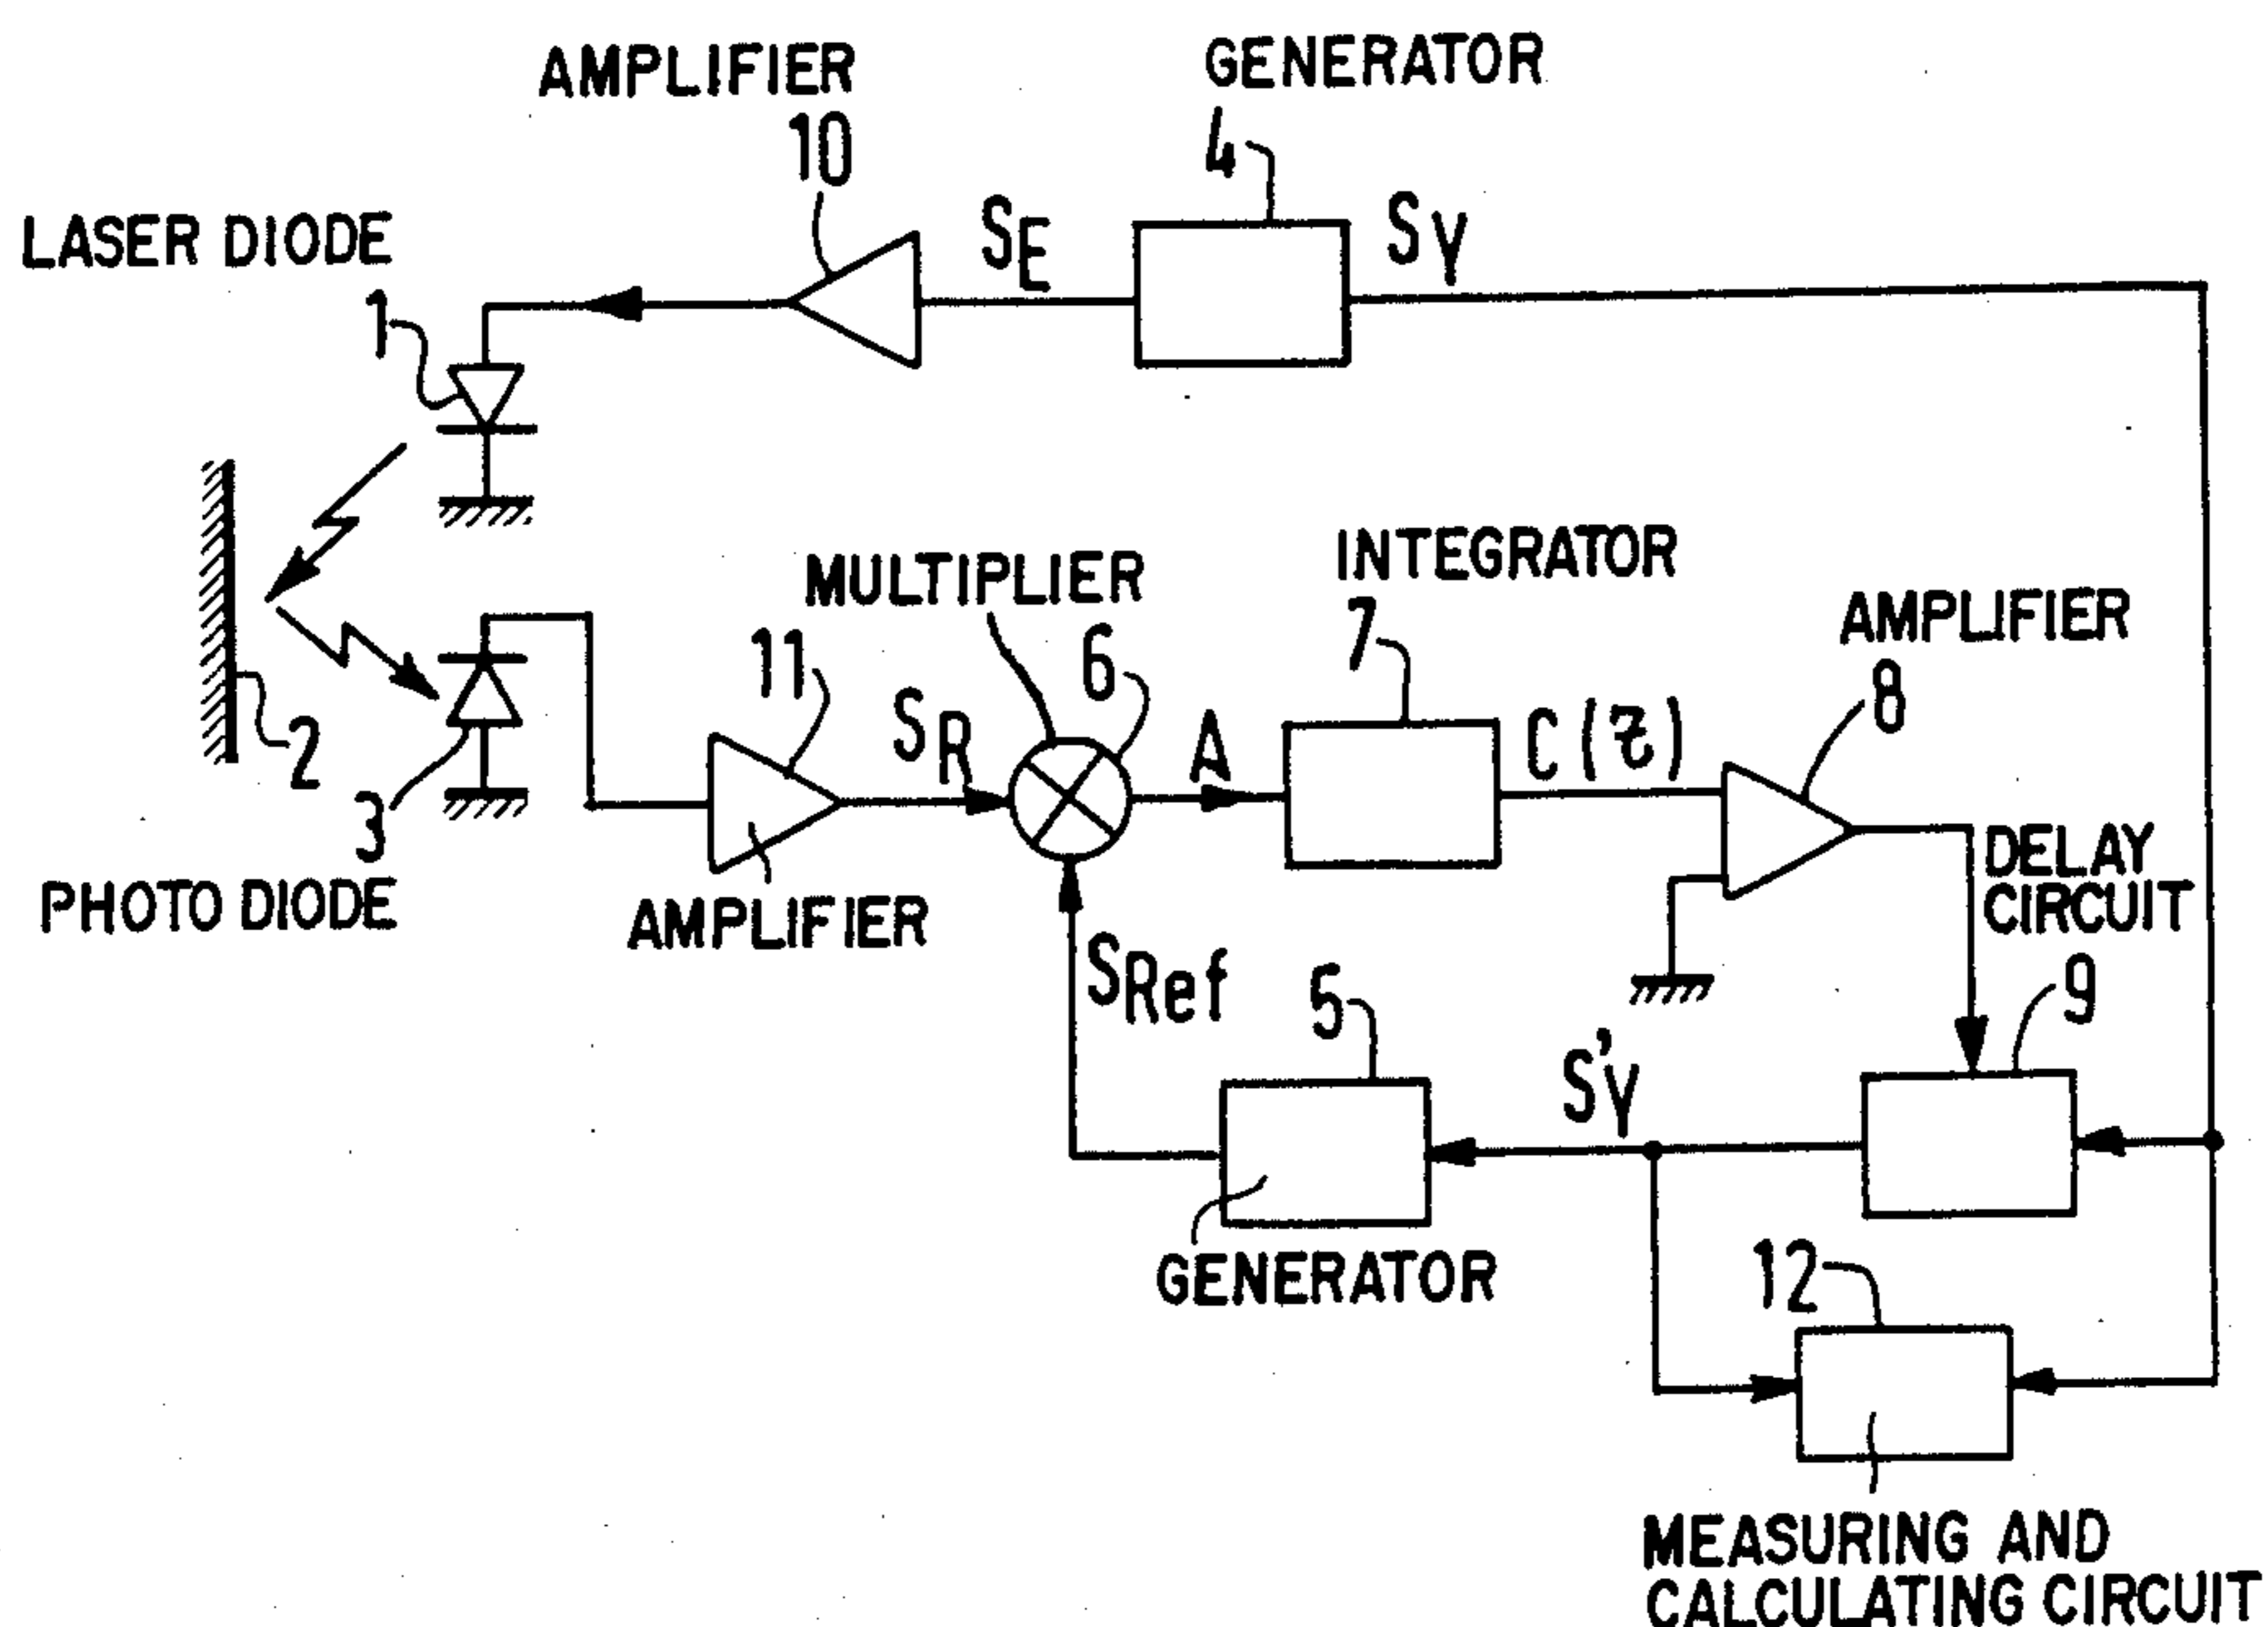 AMPLIFIER
10
GENERATOR
4
LASER DIODE
1
SE
Sγ
2
3
PHOTO DIODE
11
AMPLIFIER
SR
MULTIPLIER
6
A
INTEGRATOR
7
C(τ)
AMPLIFIER
8
DELAY
CIRCUIT
9
SRef
5
GENERATOR
S'γ
12
MEASURING AND
CALCULATING CIRCUIT